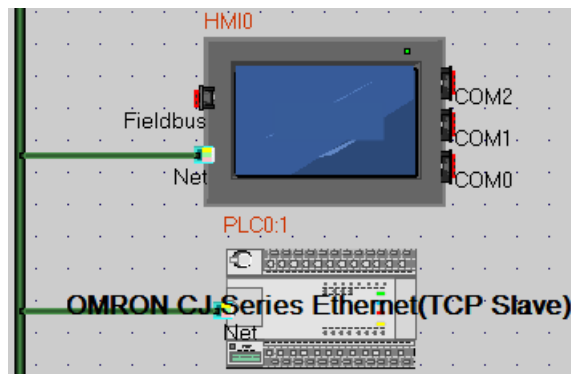 HMI0
COM2
Fieldbus
COM1
Net
COM0
PLC0:1
OMRON CJ Series Ethernet(TCP Slave)
Net